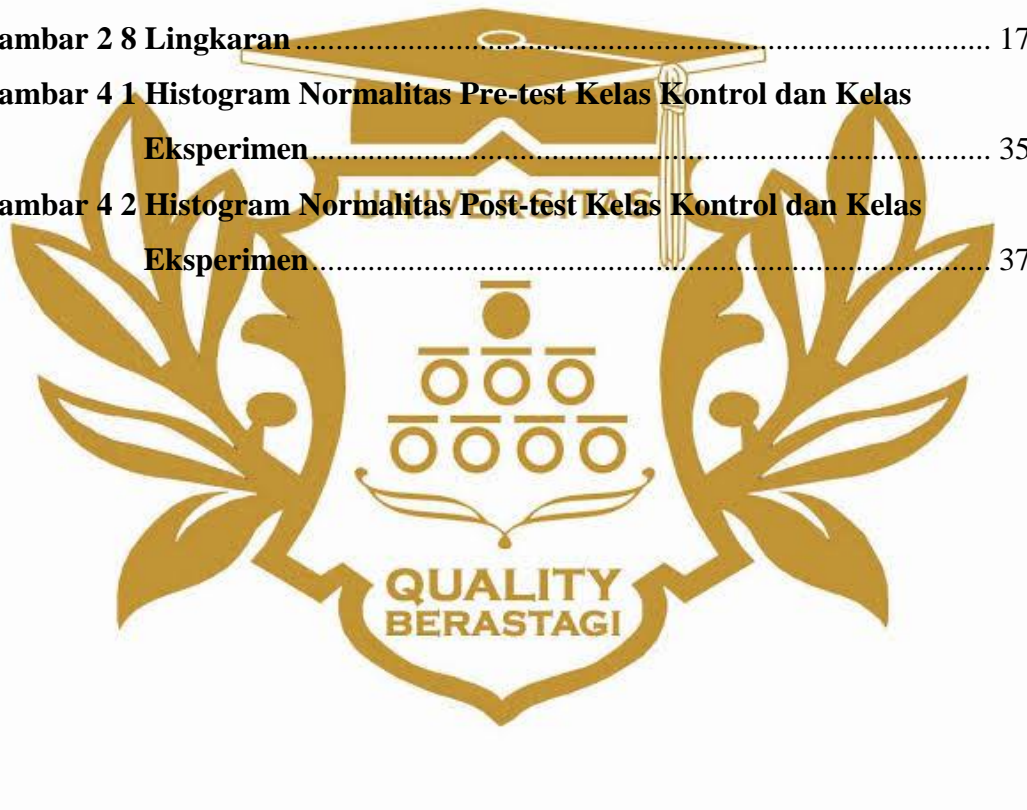 ambar 2 8 Lingkaran ........................................................................................ 17
ambar 4 1 Histogram Normalitas Pre-test Kelas Kontrol dan Kelas
Eksperimen ...................................................................................... 35
ambar 4 2 Histogram Normalitas Post-test Kelas Kontrol dan Kelas
UNIVERSITAS
Eksperimen ...................................................................................... 37
QUALITY
BERASTAGI